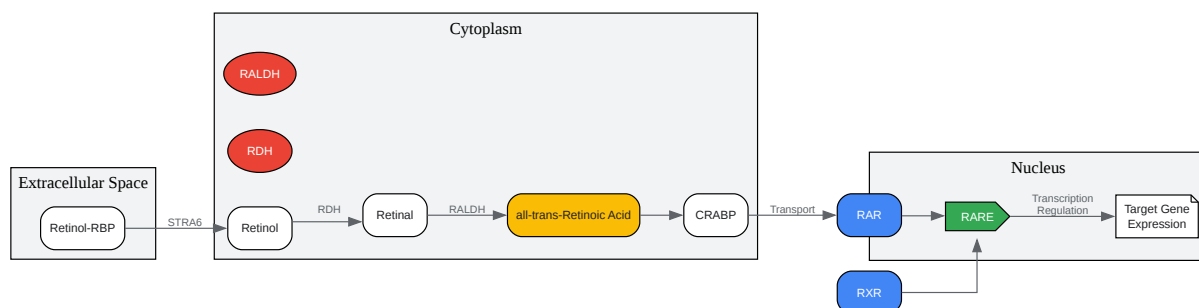 Cytoplasm
RALDH
RDH
Extracellular Space
Nucleus
Retinol-RBP
STRA6
Retinol
RDH
Retinal
RALDH
all-trans-Retinoic Acid
CRABP
Transport
RAR
RARE
Transcription
Regulation
Target Gene
Expression
RXR